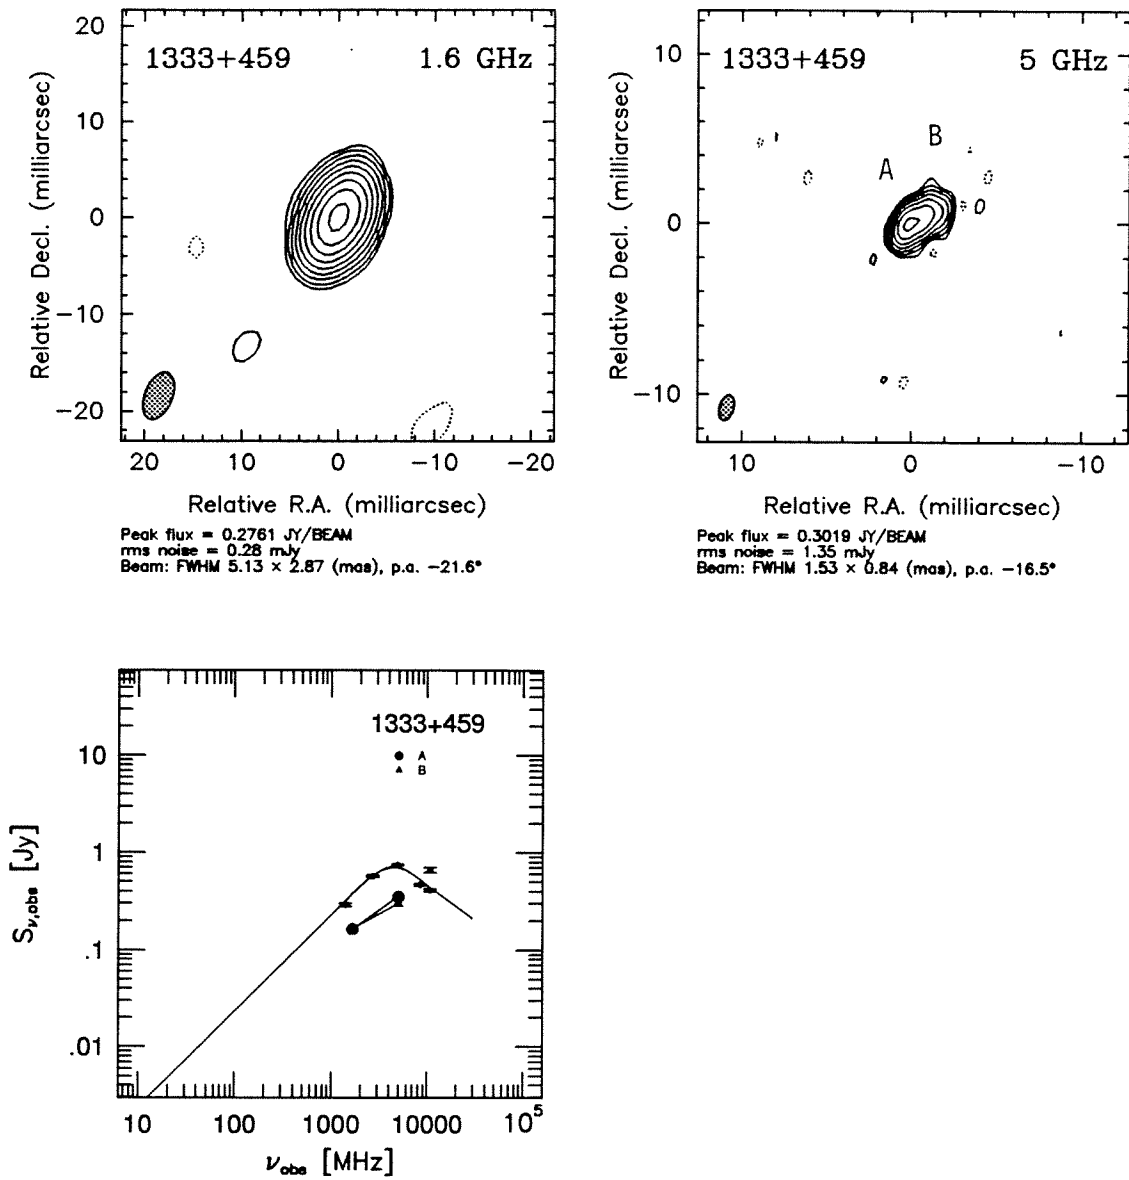 1333+459 1.6 GHz
Relative Decl. (milliarcsec)
20
10
0
−10
−20
20 10 0 −10 −20
Relative R.A. (milliarcsec)
Peak flux = 0.2761 JY/BEAM
rms noise = 0.28 mJy
Beam: FWHM 5.13 × 2.87 (mas), p.a. −21.6°
1333+459 5 GHz
Relative Decl. (milliarcsec)
10
0
−10
B
A
10 0 −10
Relative R.A. (milliarcsec)
Peak flux = 0.3019 JY/BEAM
rms noise = 1.35 mJy
Beam: FWHM 1.53 × 0.84 (mas), p.a. −16.5°
1333+459
A
B
S_ν,obs [Jy]
10
1
.1
.01
10 100 1000 10000 10^5
ν_obs [MHz]